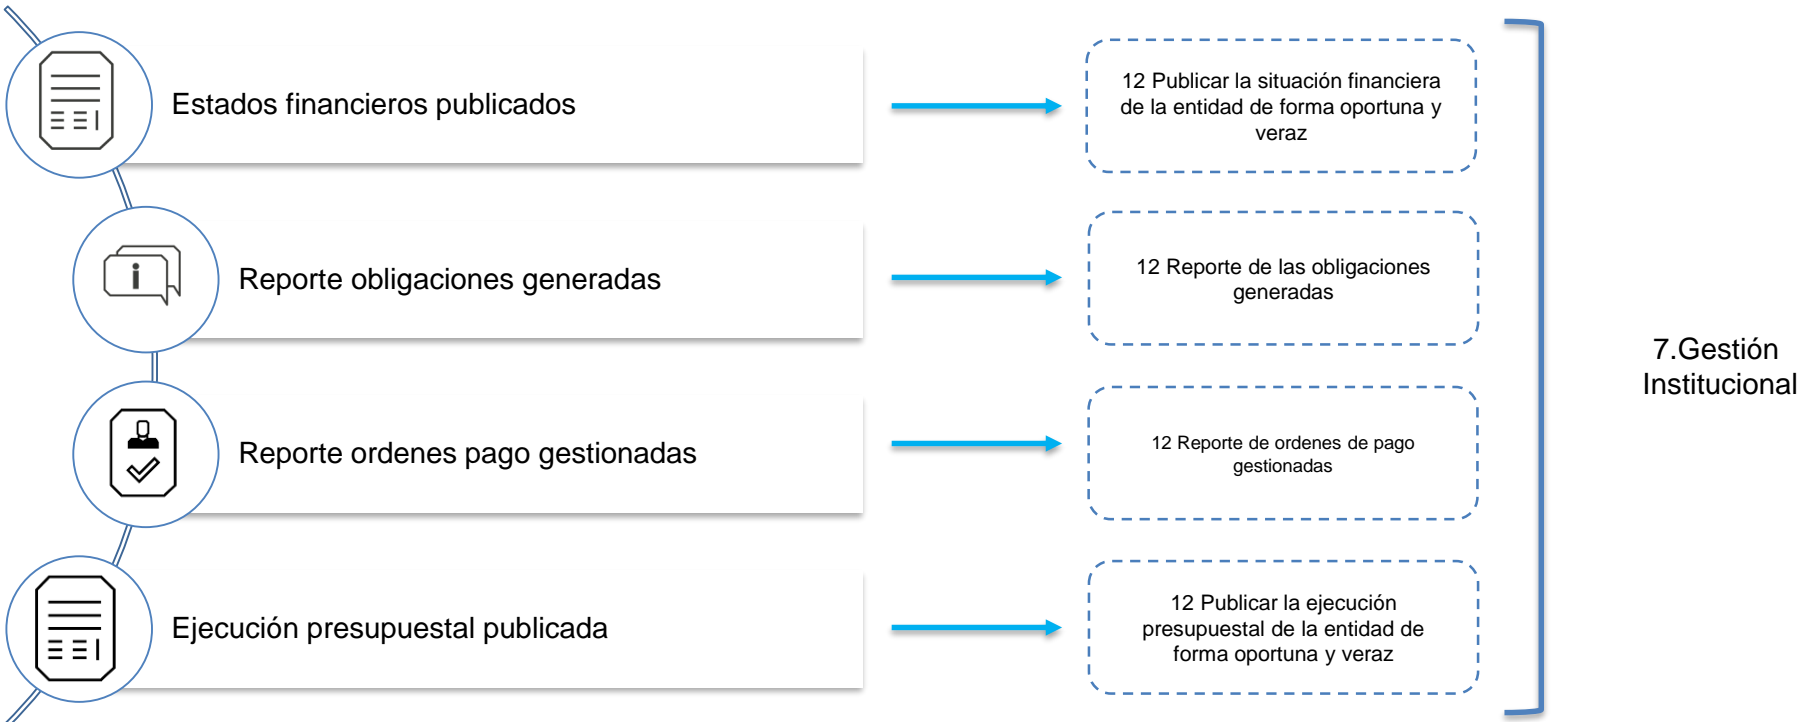 Estados financieros publicados
12 Publicar la situación financiera
de la entidad de forma oportuna y
veraz
Reporte obligaciones generadas
12 Reporte de las obligaciones
generadas
Reporte ordenes pago gestionadas
12 Reporte de ordenes de pago
gestionadas
Ejecución presupuestal publicada
12 Publicar la ejecución
presupuestal de la entidad de
forma oportuna y veraz
7.Gestión
Institucional